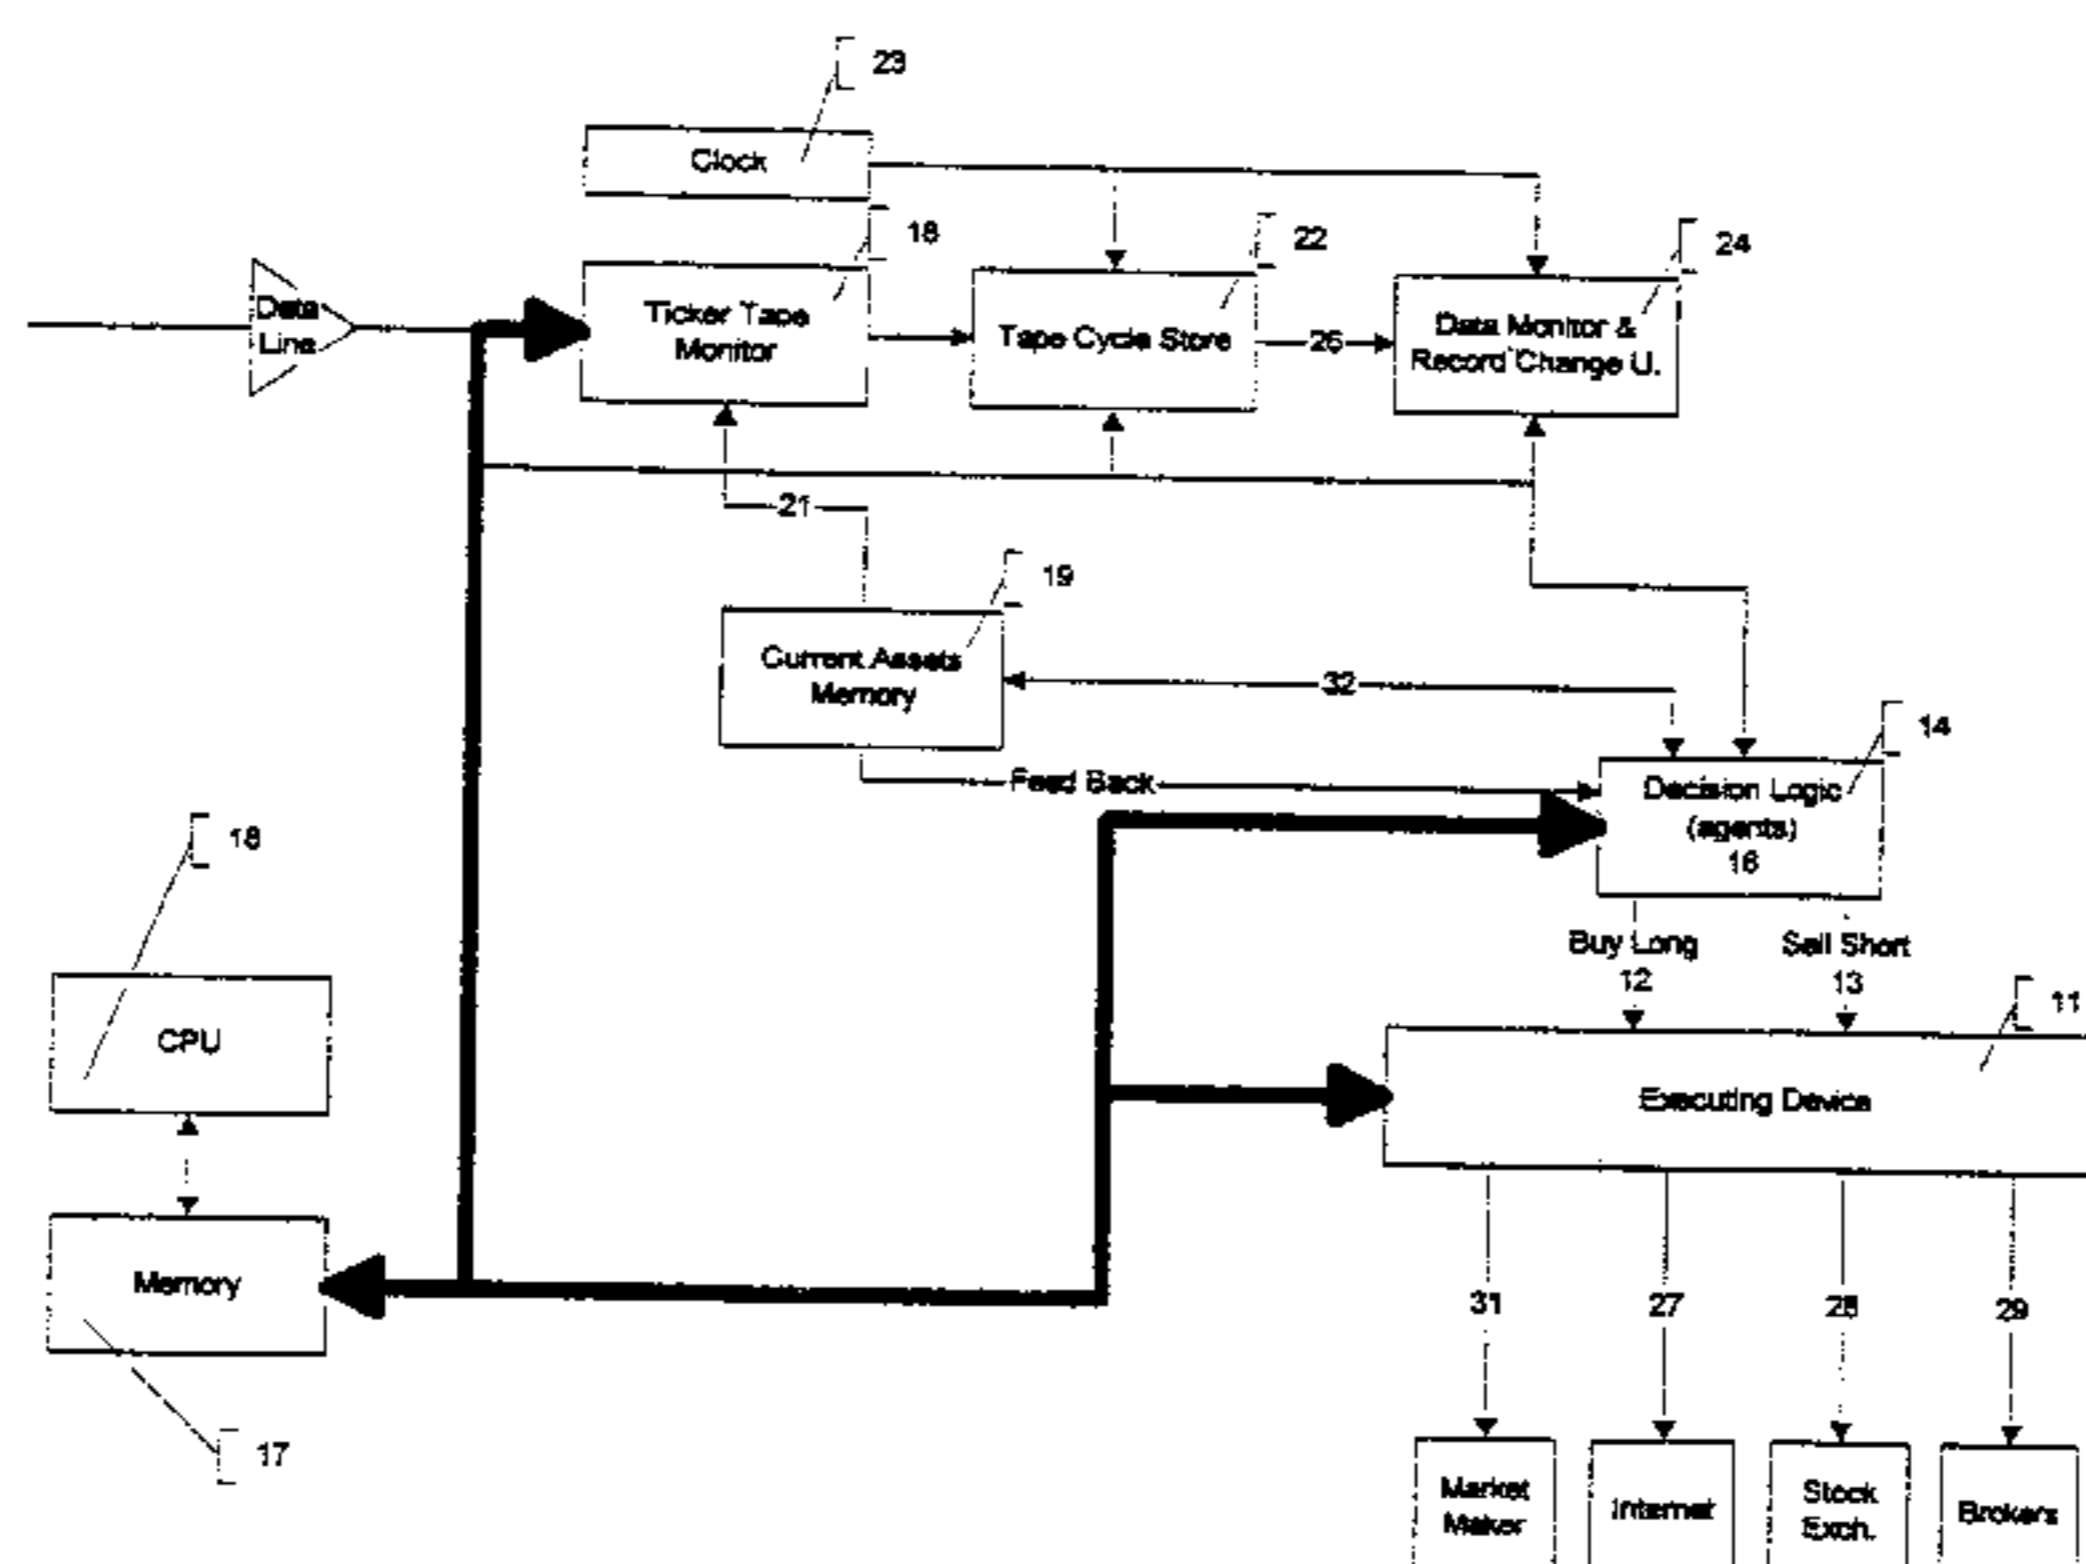 23
Clock
18
22
24
Data
Line
Ticker Tape
Monitor
Tape Cycle Store
26
Data Monitor &
Record Change U.
21
19
Current Assets
Memory
32
14
Feed Back
Decision Logic
(agents)
16
18
Buy Long
12
Sell Short
13
11
CPU
Executing Device
Memory
31
27
28
29
17
Market
Maker
Internet
Stock
Exch.
Brokers